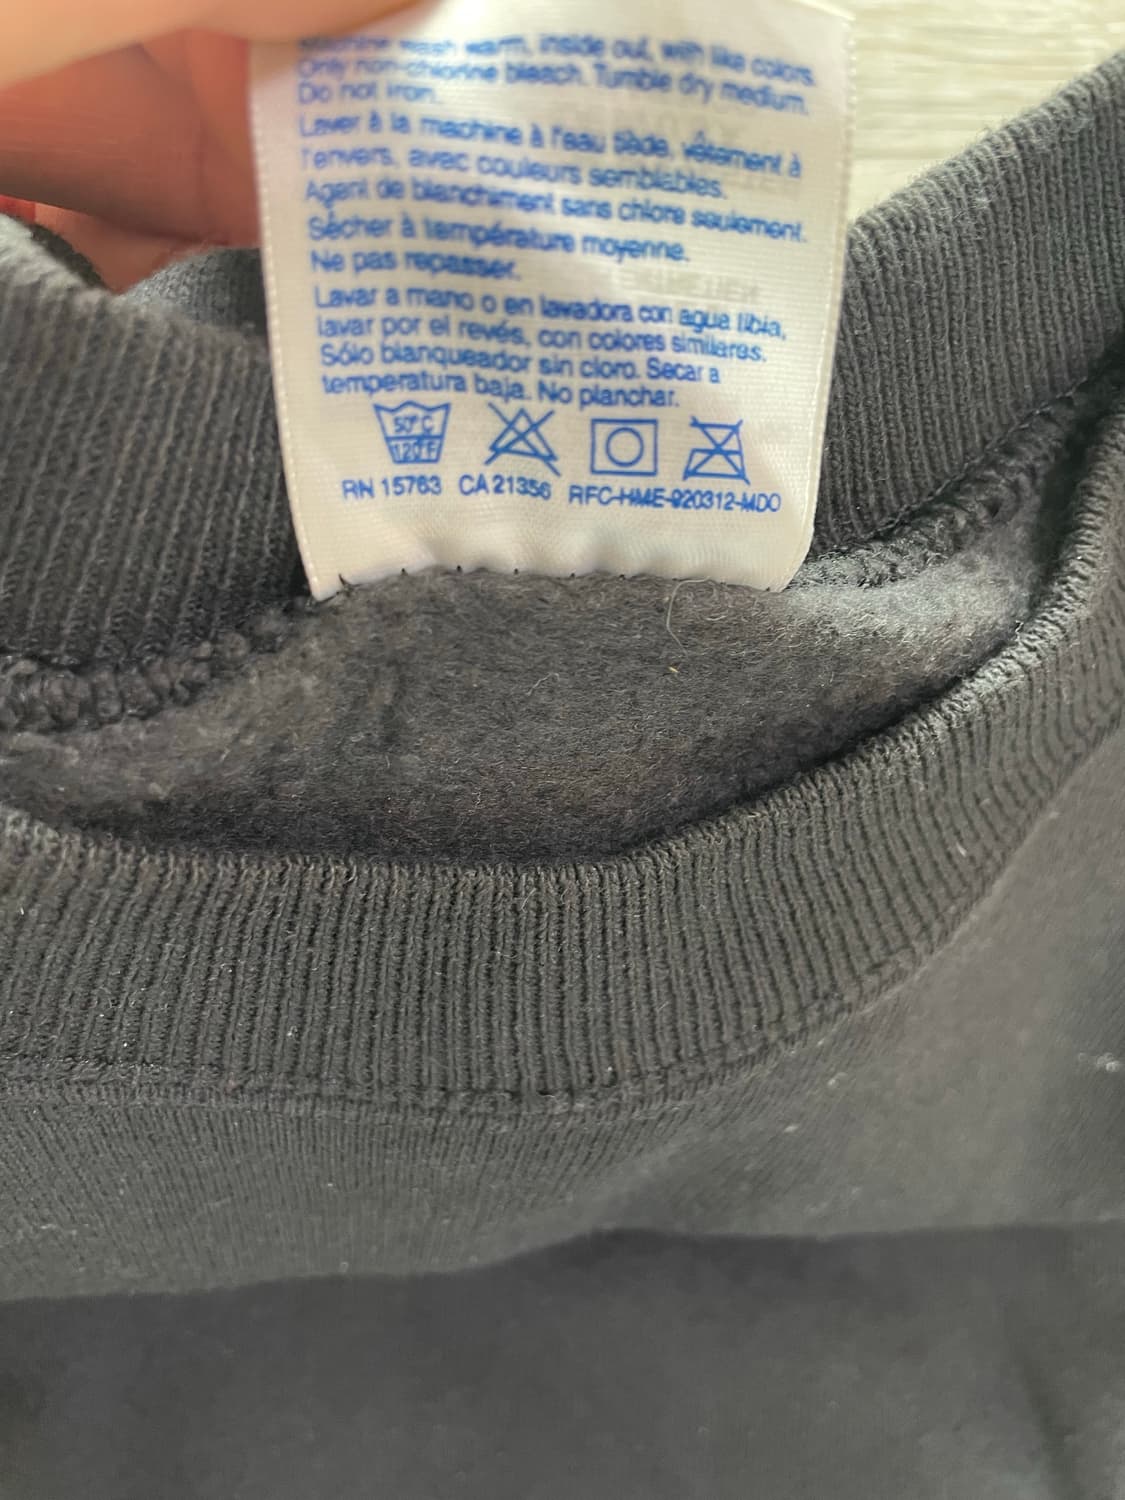 Machine wash warm, inside out, with like colors.
Only non-chlorine bleach. Tumble dry medium.
Do not iron.
Laver à la machine à l'eau tiède, vêtement à
l'envers, avec couleurs semblables.
Agent de blanchiment sans chlore seulement.
Sécher à température moyenne.
Ne pas repasser.
Lavar a mano o en lavadora con agua tibia,
lavar por el revés, con colores similares.
Sólo blanqueador sin cloro. Secar a
temperatura baja. No planchar.
50°C
120°F
RN 15763 CA 21356 RFC-HME-920312-MDO